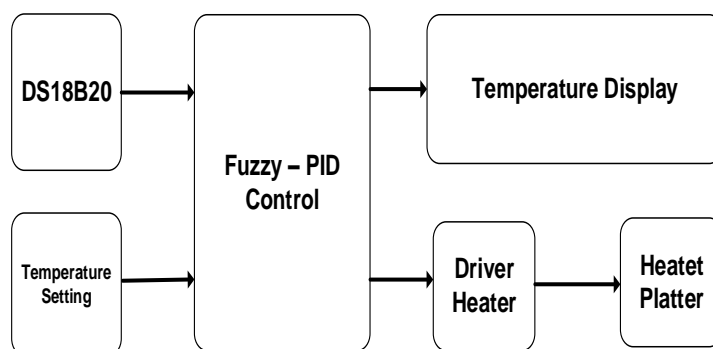 DS18B20
Temperature
Setting
Fuzzy – PID
Control
Temperature Display
Driver
Heater
Heatet
Platter